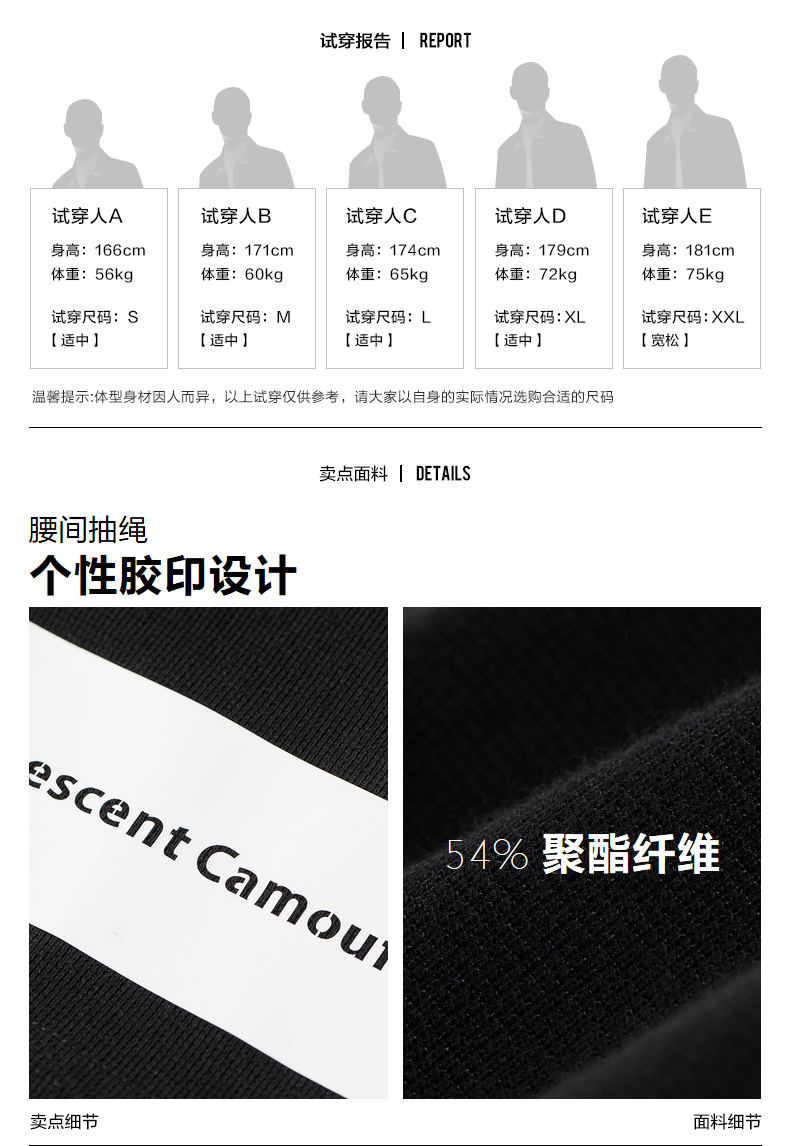 试穿报告 | REPORT
试穿人A
身高：166cm
体重：56kg
试穿尺码：S
【 适中 】
试穿人B
身高：171cm
体重：60kg
试穿尺码：M
【 适中 】
试穿人C
身高：174cm
体重：65kg
试穿尺码：L
【 适中 】
试穿人D
身高：179cm
体重：72kg
试穿尺码：XL
【 适中 】
试穿人E
身高：181cm
体重：75kg
试穿尺码：XXL
【 宽松 】
温馨提示:体型身材因人而异，以上试穿仅供参考，请大家以自身的实际情况选购合适的尺码
卖点面料 | DETAILS
腰间抽绳
个性胶印设计
escent Camou
54% 聚酯纤维
卖点细节
面料细节